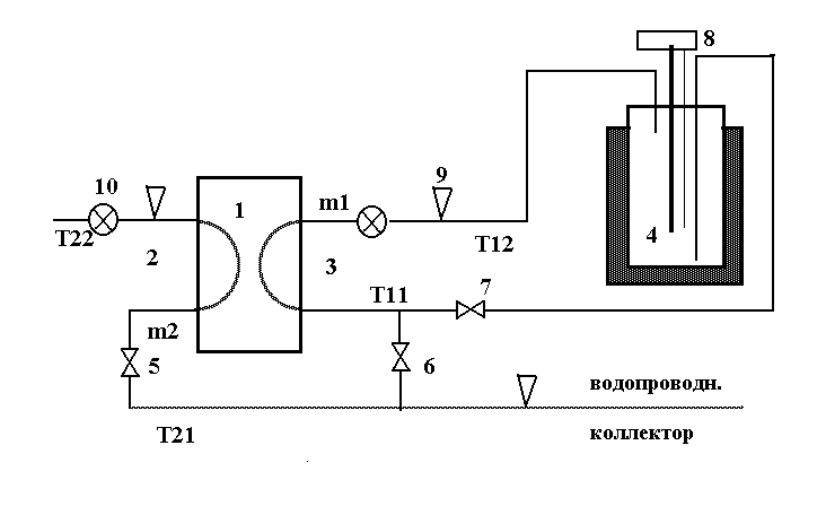 8
10
9
1
m1
T22
2
3
T12
4
T11
7
m2
5
6
водопроводн.
T21
коллектор